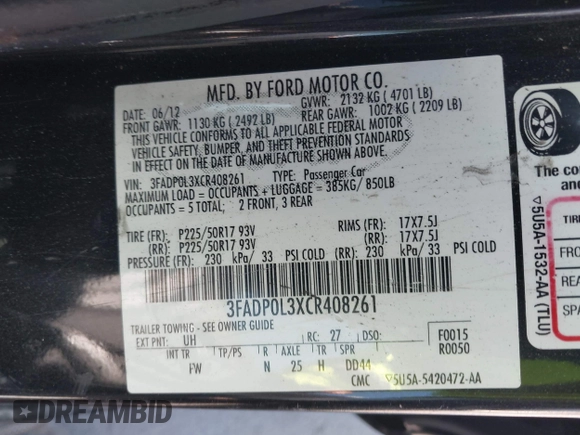 MFD. BY FORD MOTOR CO.
DATE: 06/12 GVWR: 2132 KG ( 4701 LB)
FRONT GAWR: 1130 KG ( 2492 LB) REAR GAWR: 1002 KG ( 2209 LB)
THIS VEHICLE CONFORMS TO ALL APPLICABLE FEDERAL MOTOR
VEHICLE SAFETY, BUMPER, AND THEFT PREVENTION STANDARDS
IN EFFECT ON THE DATE OF MANUFACTURE SHOWN ABOVE.
VIN: 3FADP0L3XCR408261 TYPE: Passenger Car
MAXIMUM LOAD = OCCUPANTS + LUGGAGE = 385KG/ 850LB
OCCUPANTS = 5 TOTAL; 2 FRONT, 3 REAR
TIRE (FR): P225/50R17 93V RIMS (FR): 17X7.5J
(RR): P225/50R17 93V (RR): 17X7.5J
PRESSURE (FR): 230 kPa/ 33 PSI COLD (RR): 230 kPa/ 33 PSI COLD
3FADP0L3XCR408261
TRAILER TOWING - SEE OWNER GUIDE
EXT PNT: UH RC: 27 DSO: F0015
INT TR TP/PS R AXLE TR SPR R0050
FW N 25 H DD44
CMC ▽5U5A-5420472-AA
▽5U5A-1532-AA (TLU)
TIRE
FRO
REA
SPA
DREAMBID